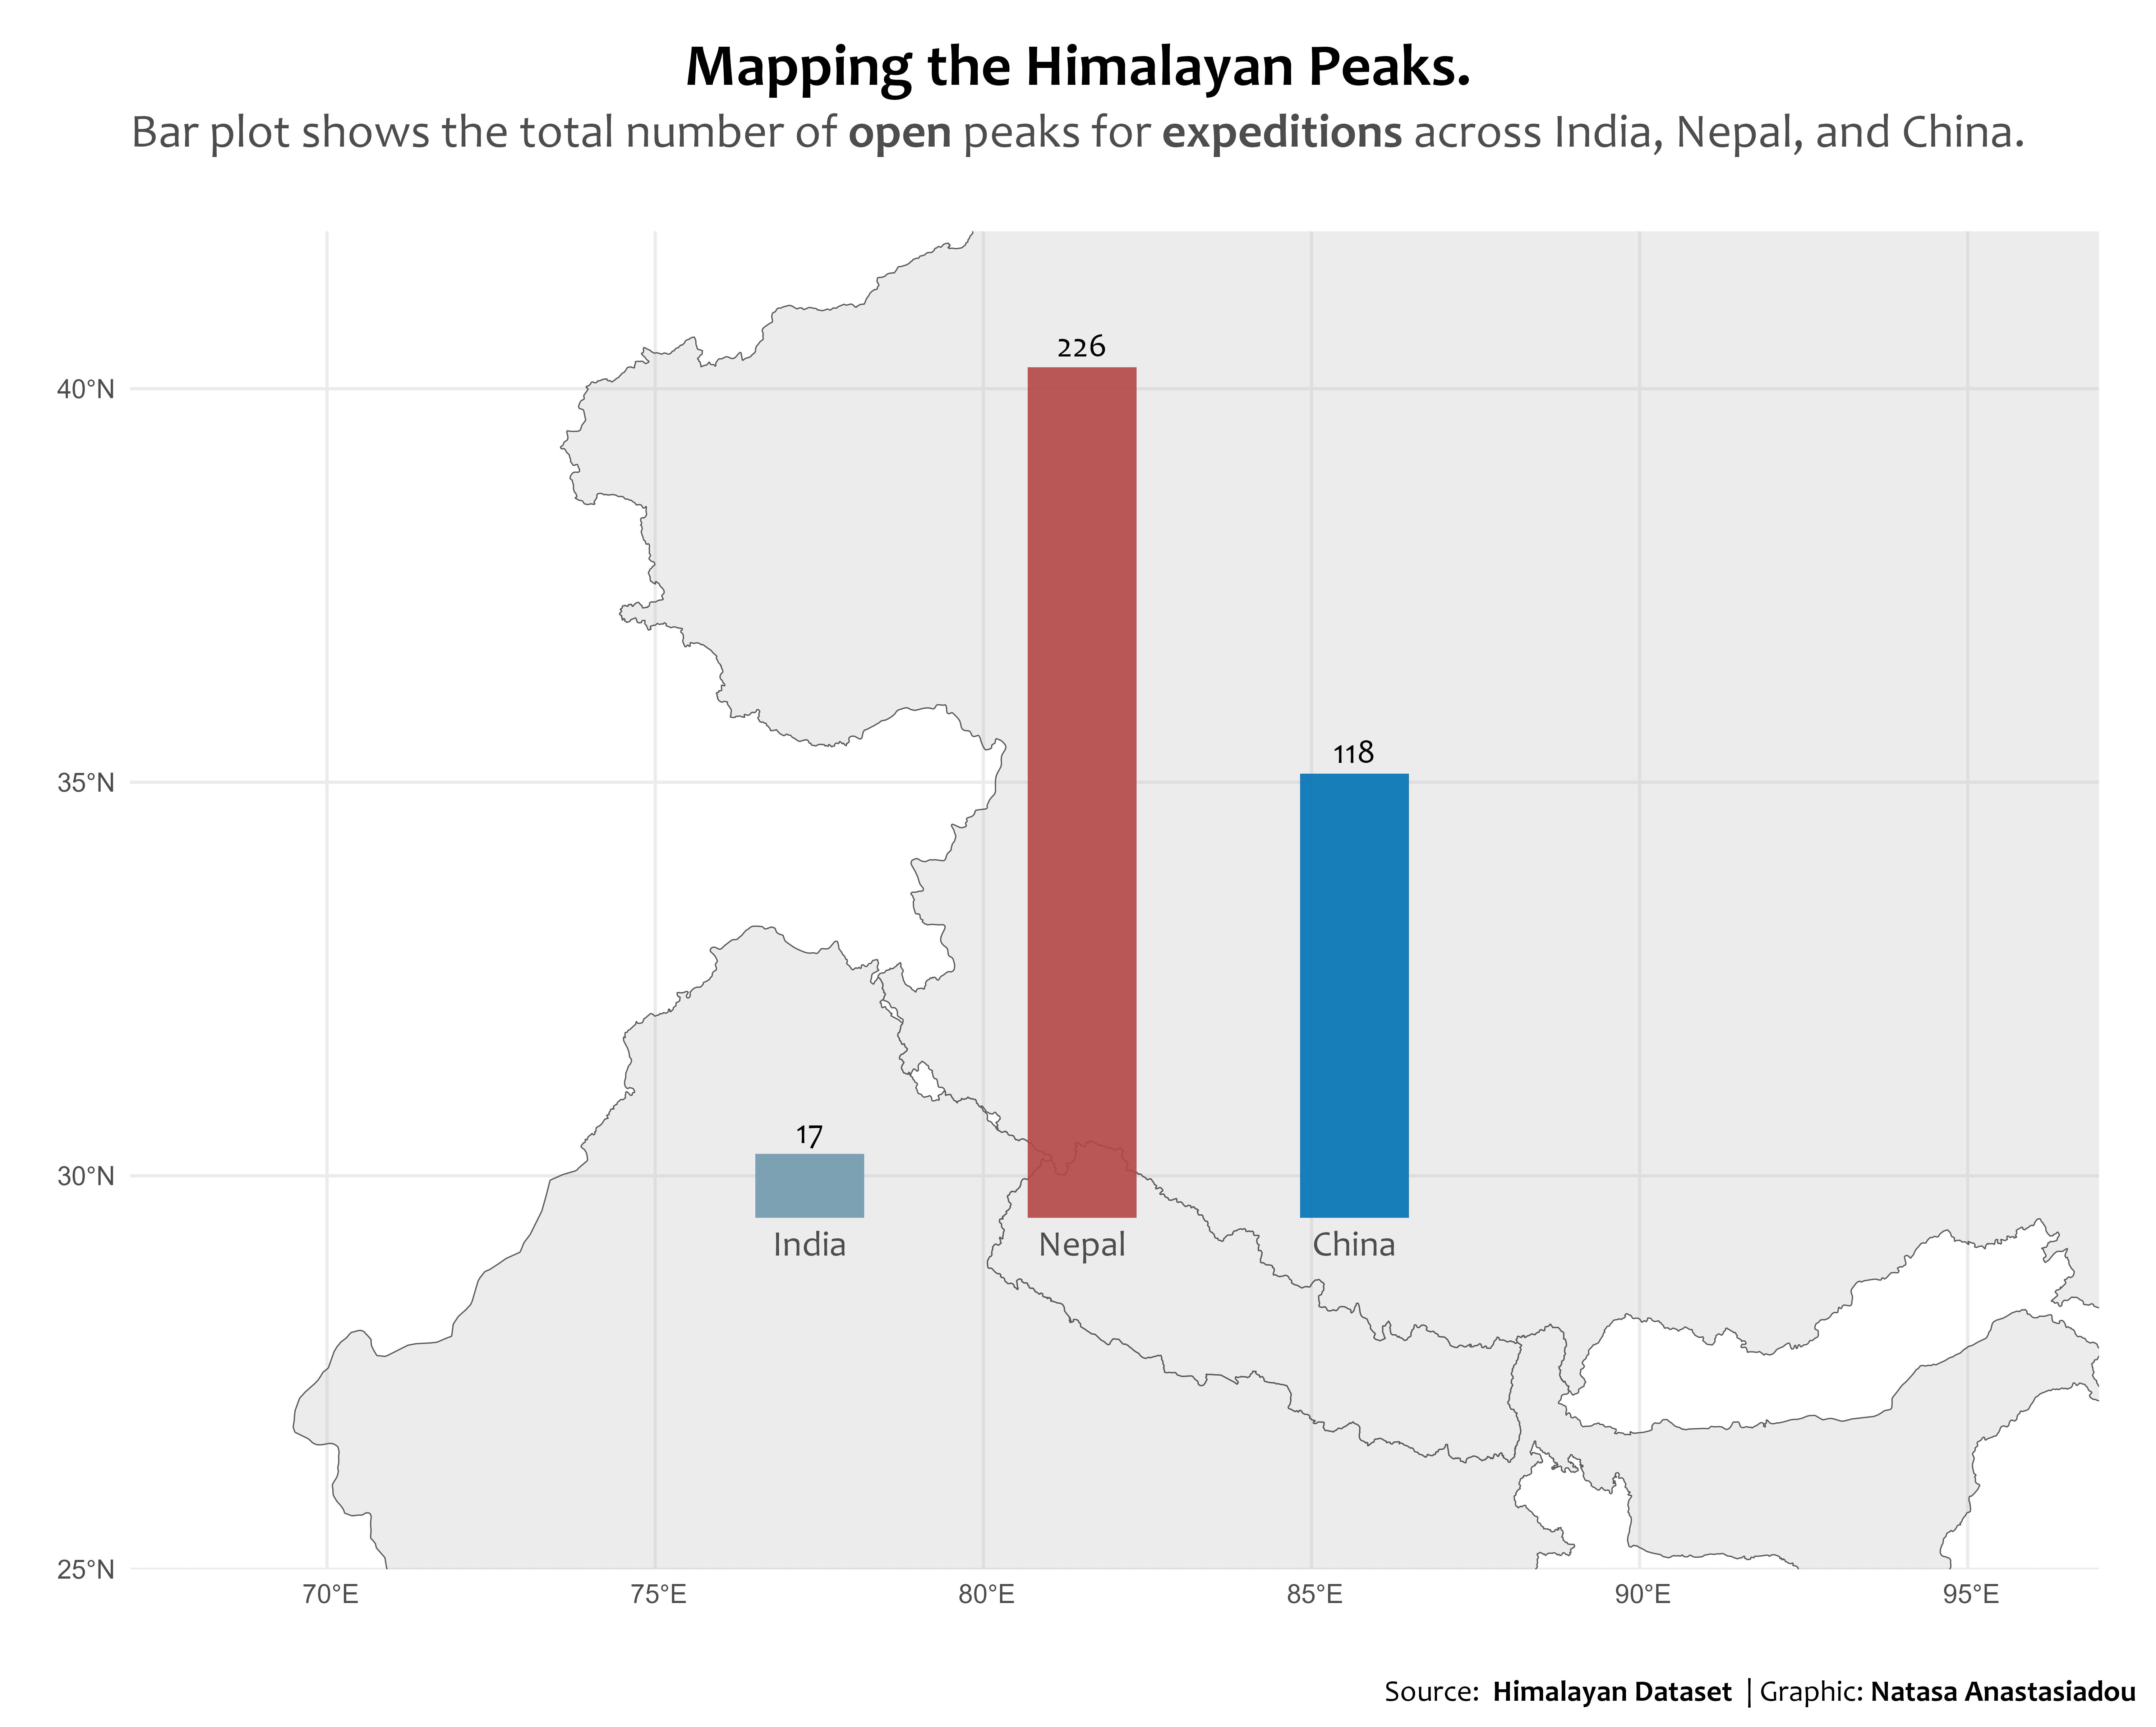 Mapping the Himalayan Peaks.
Bar plot shows the total number of open peaks for expeditions across India, Nepal, and China.
226
40°N
118
35°N
17
30°N
India
Nepal
China
25°N
70°E
75°E
80°E
85°E
90°E
95°E
Source: Himalayan Dataset | Graphic: Natasa Anastasiadou